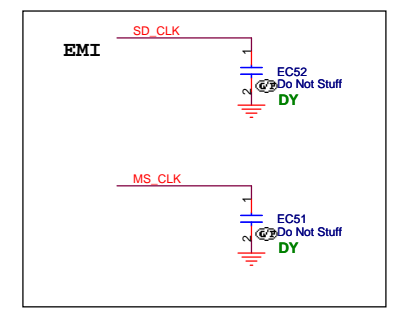 SD_CLK
EMI
1
EC52
2
G/P Do Not Stuff
DY
MS_CLK
1
EC51
2
G/P Do Not Stuff
DY